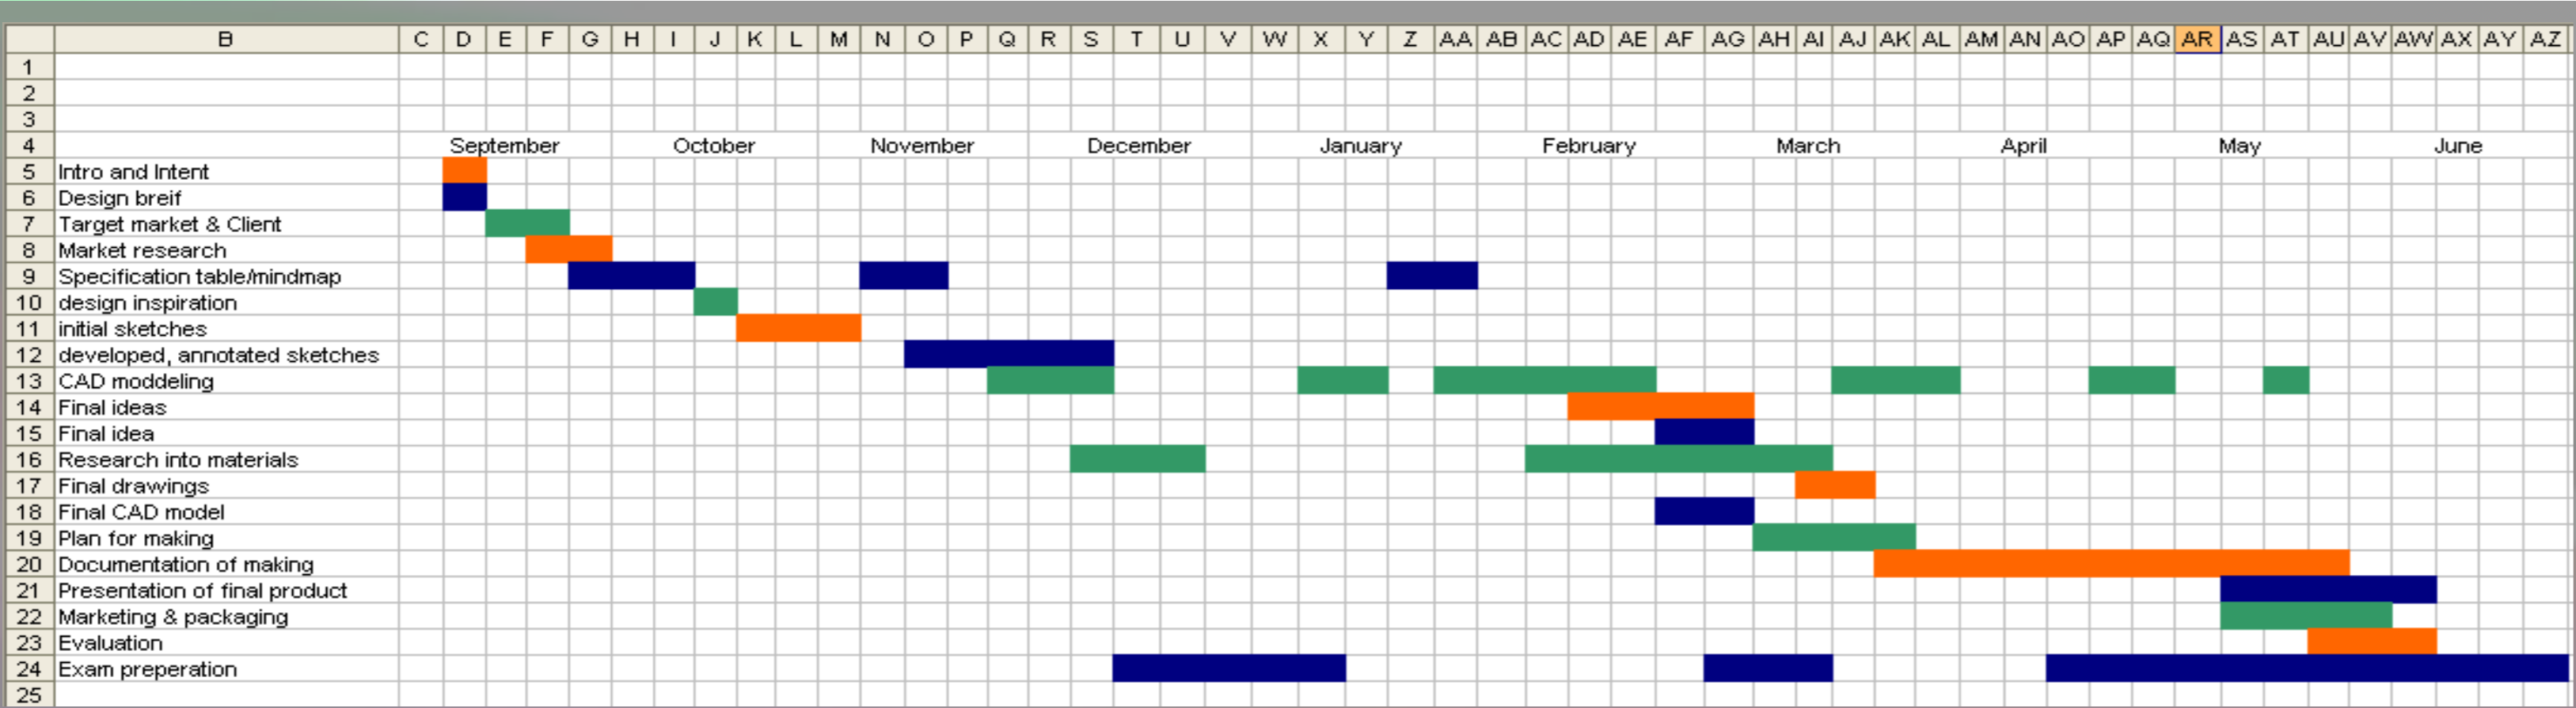 B C D E F G H I J K L M N O P Q R S T U V W X Y Z AA AB AC AD AE AF AG AH AI AJ AK AL AM AN AO AP AQ AR AS AT AU AV AW AX AY AZ
1
2
3
4 September October November December January February March April May June
5 Intro and Intent
6 Design breif
7 Target market & Client
8 Market research
9 Specification table/mindmap
10 design inspiration
11 initial sketches
12 developed, annotated sketches
13 CAD moddeling
14 Final ideas
15 Final idea
16 Research into materials
17 Final drawings
18 Final CAD model
19 Plan for making
20 Documentation of making
21 Presentation of final product
22 Marketing & packaging
23 Evaluation
24 Exam preperation
25